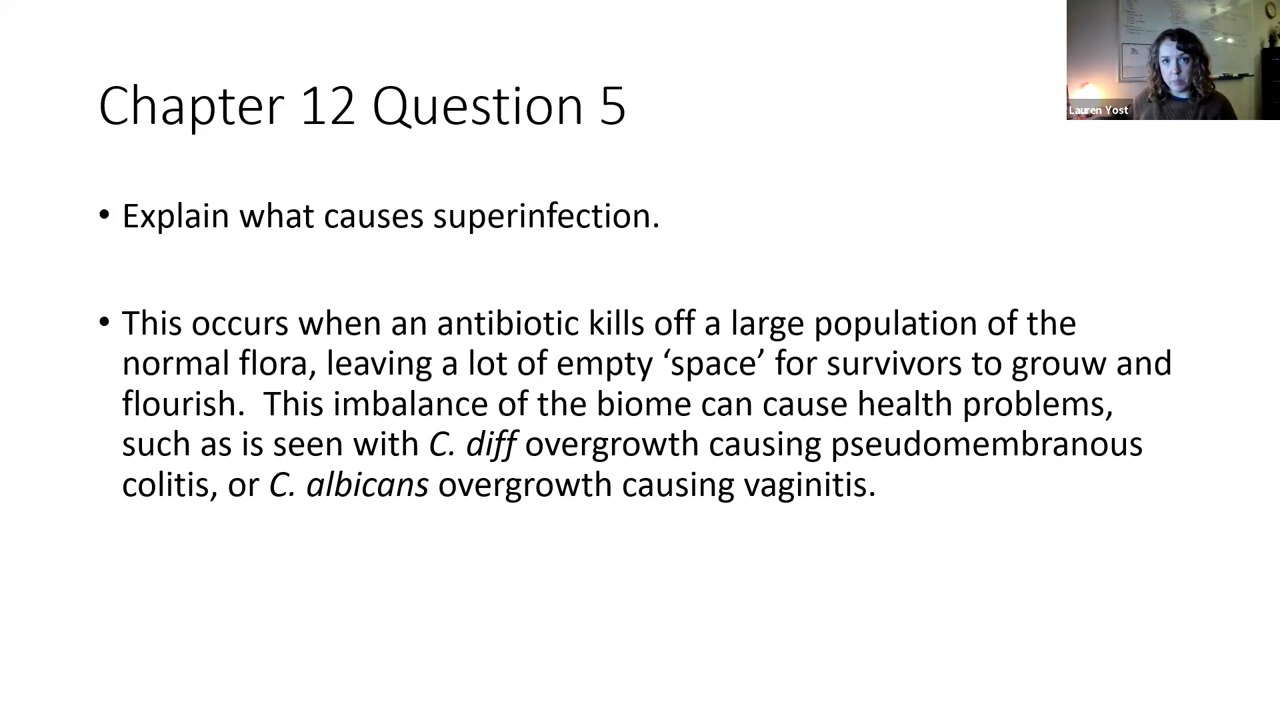 Chapter 12 Question 5
Lauren Yost
• Explain what causes superinfection.
• This occurs when an antibiotic kills off a large population of the
normal flora, leaving a lot of empty ‘space’ for survivors to grouw and
flourish.  This imbalance of the biome can cause health problems,
such as is seen with C. diff overgrowth causing pseudomembranous
colitis, or C. albicans overgrowth causing vaginitis.